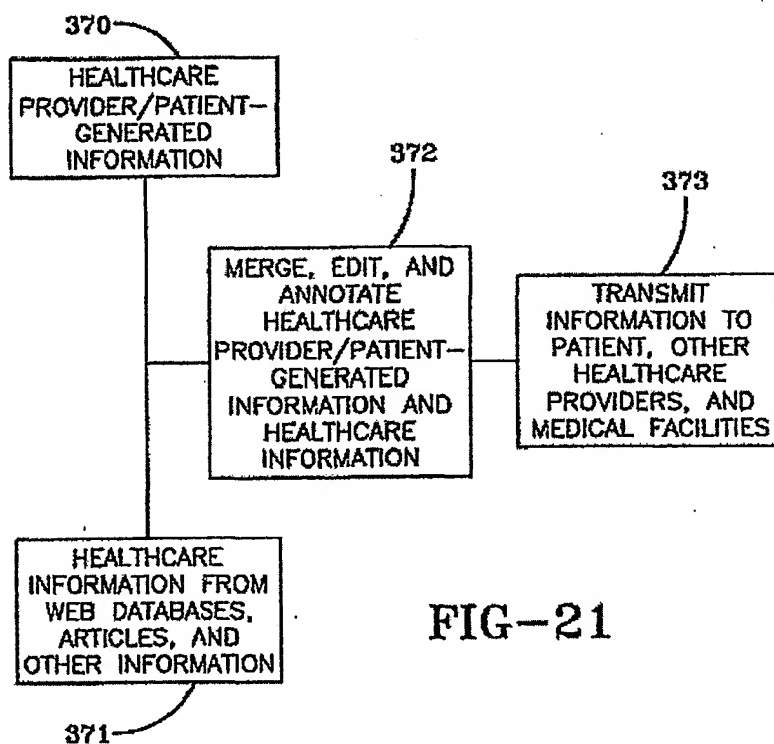 370
HEALTHCARE
PROVIDER/PATIENT-
GENERATED
INFORMATION
372
MERGE, EDIT, AND
ANNOTATE
HEALTHCARE
PROVIDER/PATIENT-
GENERATED
INFORMATION AND
HEALTHCARE
INFORMATION
373
TRANSMIT
INFORMATION TO
PATIENT, OTHER
HEALTHCARE
PROVIDERS, AND
MEDICAL FACILITIES
HEALTHCARE
INFORMATION FROM
WEB DATABASES,
ARTICLES, AND
OTHER INFORMATION
371
FIG-21